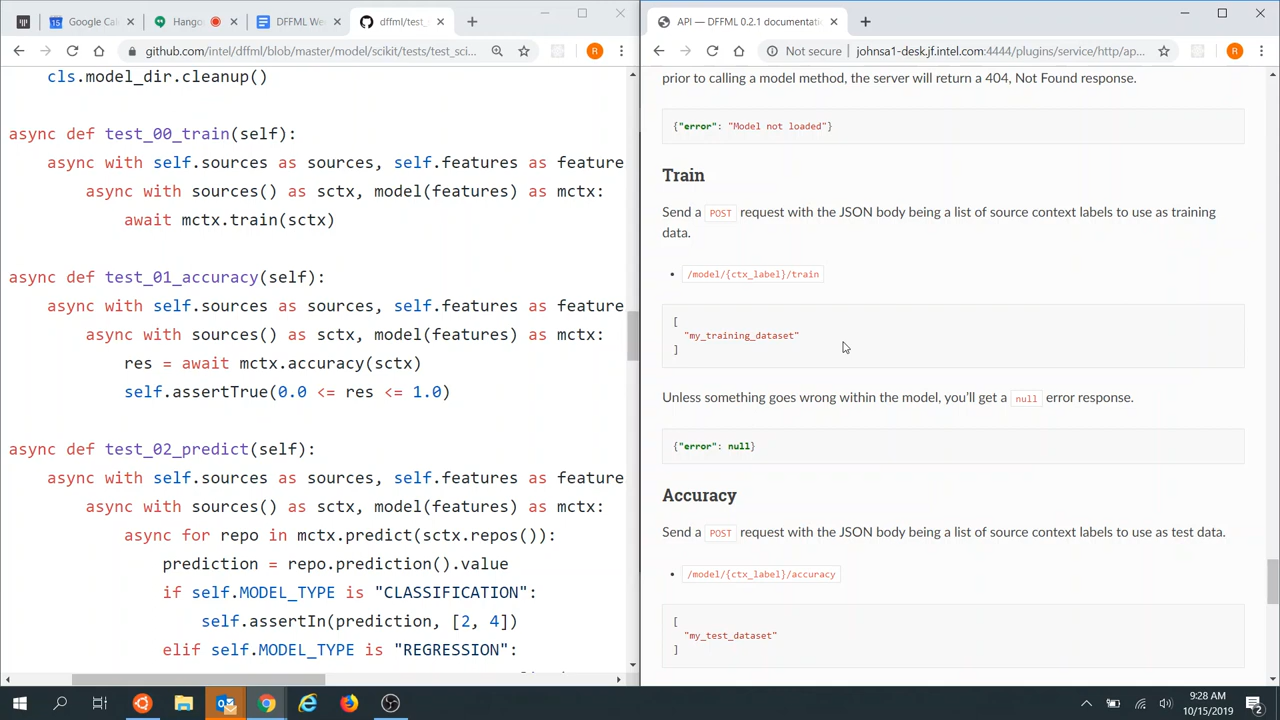 Google Cal
Hango
DFFML We
dffml/test_
github.com/intel/dffml/blob/master/model/scikit/tests/test_sci...
R
cls.model_dir.cleanup()
async def test_00_train(self):
async with self.sources as sources, self.features as feature
async with sources() as sctx, model(features) as mctx:
await mctx.train(sctx)
async def test_01_accuracy(self):
async with self.sources as sources, self.features as feature
async with sources() as sctx, model(features) as mctx:
res = await mctx.accuracy(sctx)
self.assertTrue(0.0 <= res <= 1.0)
async def test_02_predict(self):
async with self.sources as sources, self.features as feature
async with sources() as sctx, model(features) as mctx:
async for repo in mctx.predict(sctx.repos()):
prediction = repo.prediction().value
if self.MODEL_TYPE is "CLASSIFICATION":
self.assertIn(prediction, [2, 4])
elif self.MODEL_TYPE is "REGRESSION":
API — DFFML 0.2.1 documentatio
Not secure
johnsa1-desk.jf.intel.com:4444/plugins/service/http/ap...
R
prior to calling a model method, the server will return a 404, Not Found response.
{"error": "Model not loaded"}
Train
Send a POST request with the JSON body being a list of source context labels to use as training
data.
• /model/{ctx_label}/train
[
"my_training_dataset"
]
Unless something goes wrong within the model, you'll get a null error response.
{"error": null}
Accuracy
Send a POST request with the JSON body being a list of source context labels to use as test data.
• /model/{ctx_label}/accuracy
[
"my_test_dataset"
]
9:28 AM
10/15/2019
2